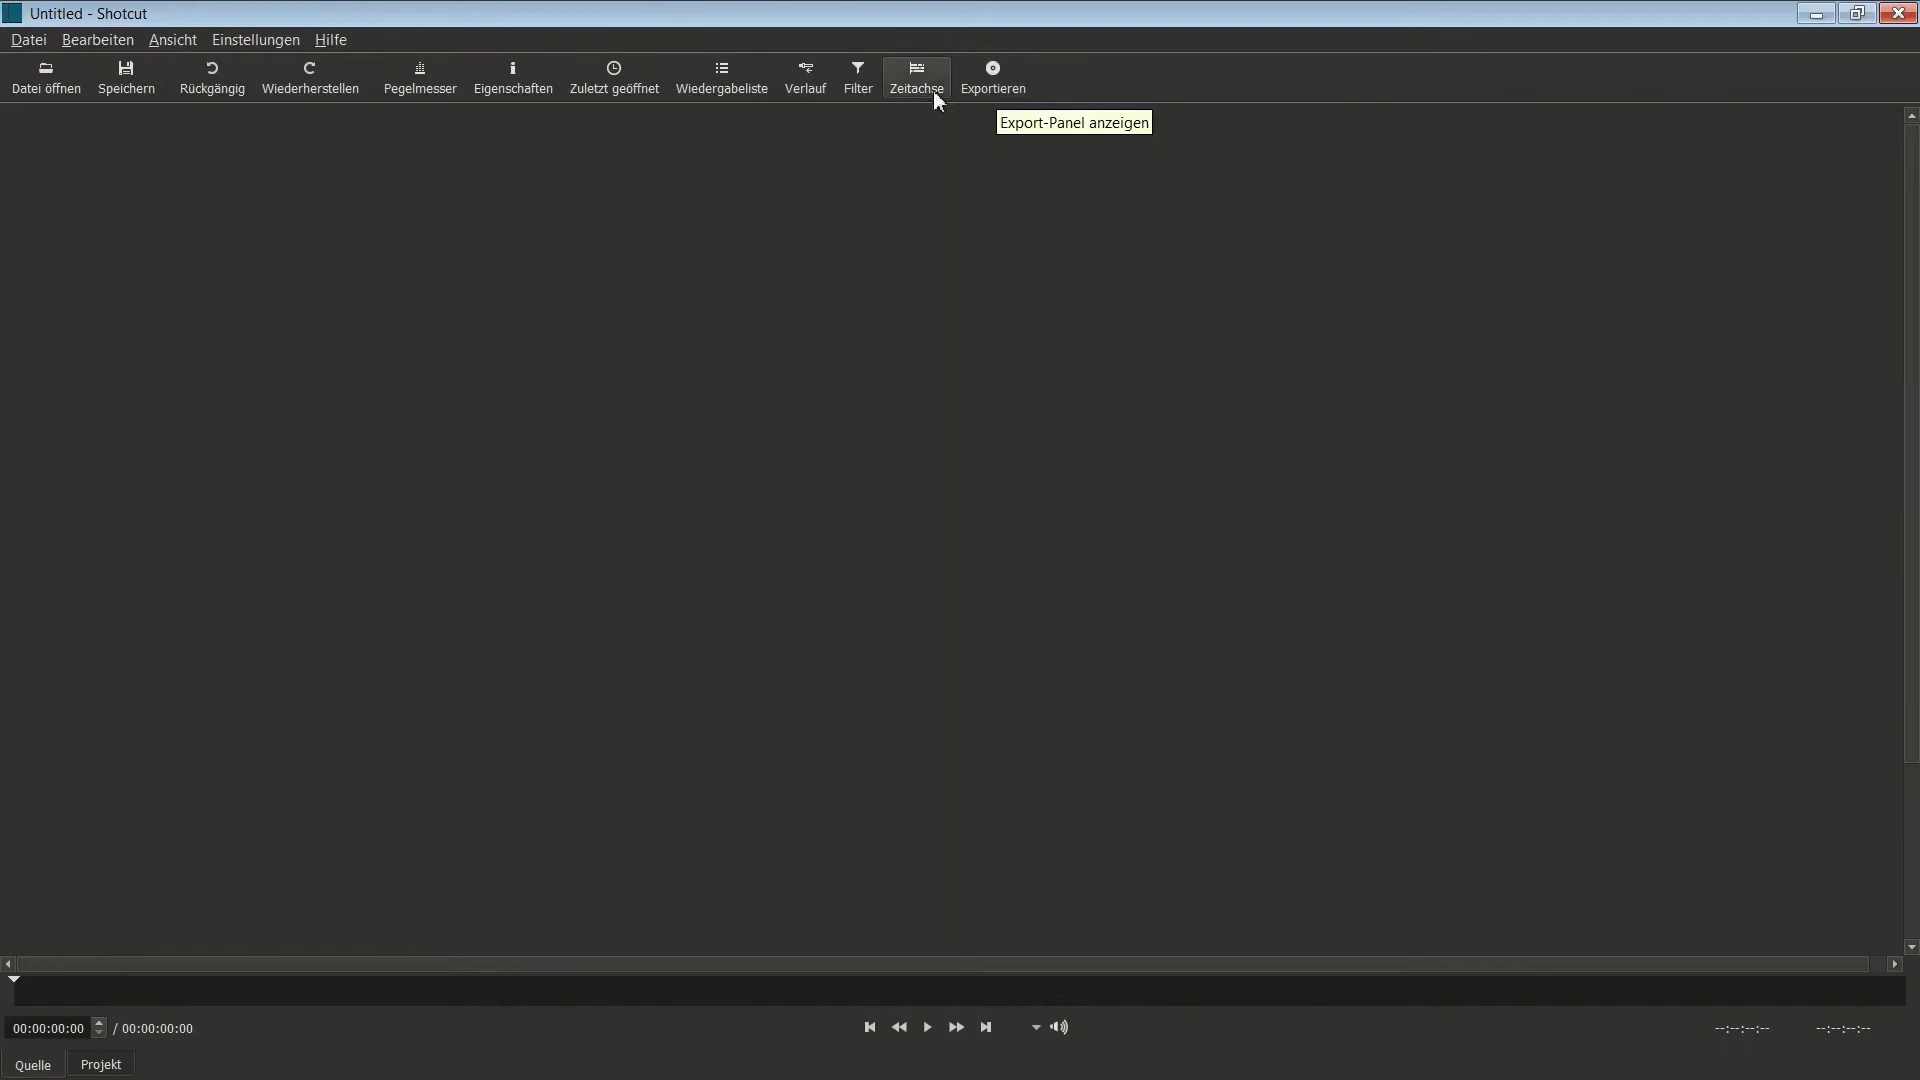 Untitled - Shotcut
Datei Bearbeiten Ansicht Einstellungen Hilfe
Datei öffnen Speichern Rückgängig Wiederherstellen Pegelmesser Eigenschaften Zuletzt geöffnet Wiedergabeliste Verlauf Filter Zeitachse Exportieren
Export-Panel anzeigen
00:00:00:00 / 00:00:00:00 --:--:--:-- --:--:--:--
Quelle Projekt